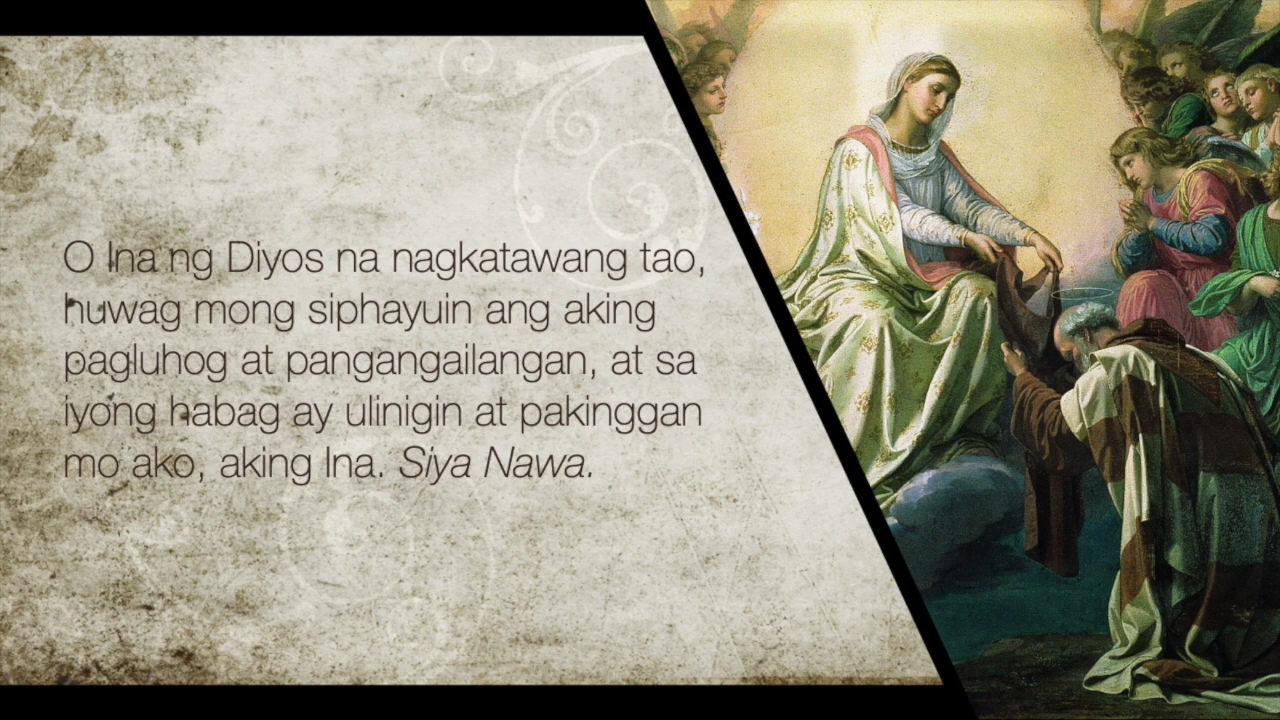 O Ina ng Diyos na nagkatawang tao,
huwag mong siphayuin ang aking
pagluhog at pangangailangan, at sa
iyong habag ay ulinigin at pakinggan
mo ako, aking Ina. Siya Nawa.